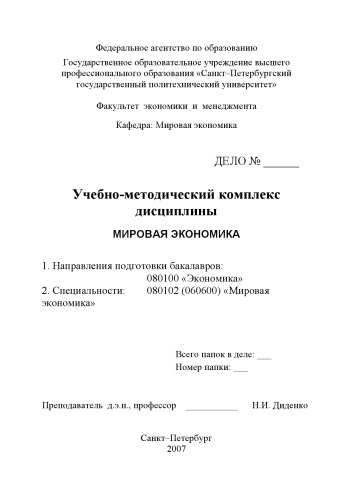 Федеральное агентство по образованию
Государственное образовательное учреждение высшего
профессионального образования «Санкт–Петербургский
государственный политехнический университет»
Факультет экономики и менеджмента
Кафедра: Мировая экономика
ДЕЛО № ______
Учебно-методический комплекс
дисциплины
МИРОВАЯ ЭКОНОМИКА
1. Направления подготовки бакалавров:
080100 «Экономика»
2. Специальности: 080102 (060600) «Мировая
экономика»
Всего папок в деле: ___
Номер папки: ___
Преподаватель д.э.н., профессор ___________ Н.И. Диденко
Санкт–Петербург
2007